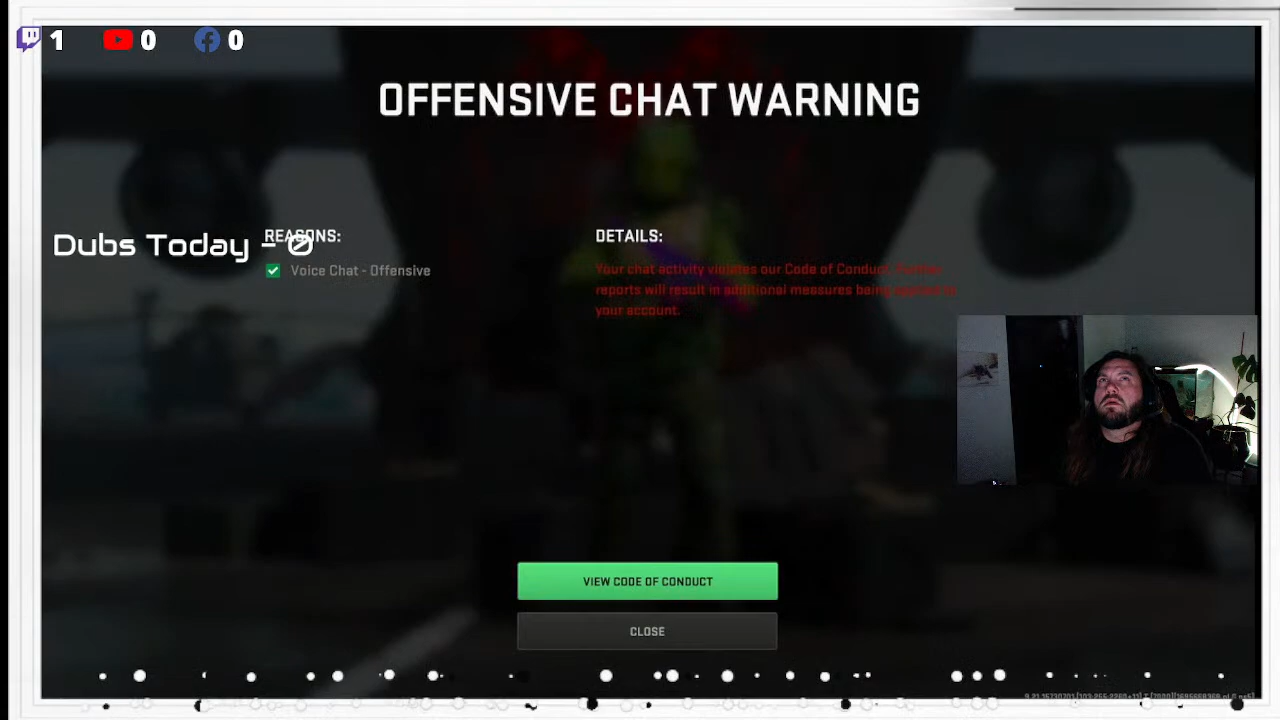 1 0 0
OFFENSIVE CHAT WARNING
Dubs Today - 0
REASONS:
Voice Chat - Offensive
DETAILS:
Your chat activity violates our Code of Conduct. Further
reports will result in additional measures being applied to
your account.
VIEW CODE OF CONDUCT
CLOSE